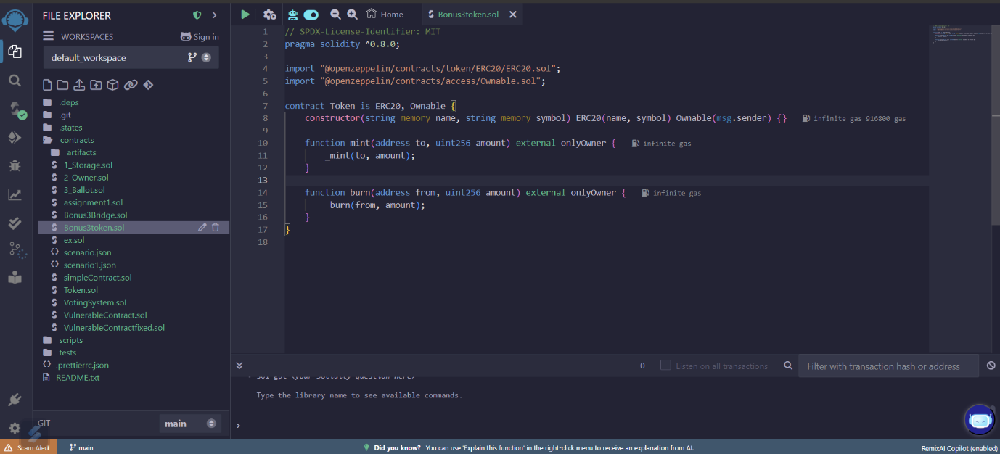 FILE EXPLORER
WORKSPACES
Sign in
default_workspace
.deps
.git
.states
contracts
artifacts
1_Storage.sol
2_Owner.sol
3_Ballot.sol
assignment1.sol
Bonus3Bridge.sol
Bonus3token.sol
ex.sol
scenario.json
scenario1.json
simpleContract.sol
Token.sol
VotingSystem.sol
VulnerableContract.sol
VulnerableContractfixed.sol
scripts
tests
.prettierrc.json
README.txt
GIT
main
Home
Bonus3token.sol
1 // SPDX-License-Identifier: MIT
2 pragma solidity ^0.8.0;
3
4 import "@openzeppelin/contracts/token/ERC20/ERC20.sol";
5 import "@openzeppelin/contracts/access/Ownable.sol";
6
7 contract Token is ERC20, Ownable {
8 constructor(string memory name, string memory symbol) ERC20(name, symbol) Ownable(msg.sender) {} infinite gas 916800 gas
9
10 function mint(address to, uint256 amount) external onlyOwner { infinite gas
11 _mint(to, amount);
12 }
13
14 function burn(address from, uint256 amount) external onlyOwner { infinite gas
15 _burn(from, amount);
16 }
17 }
18
0 Listen on all transactions Filter with transaction hash or address
Type the library name to see available commands.
>
Scam Alert main Did you know? You can use 'Explain this function' in the right-click menu to receive an explanation from AI. RemixAI Copilot (enabled)